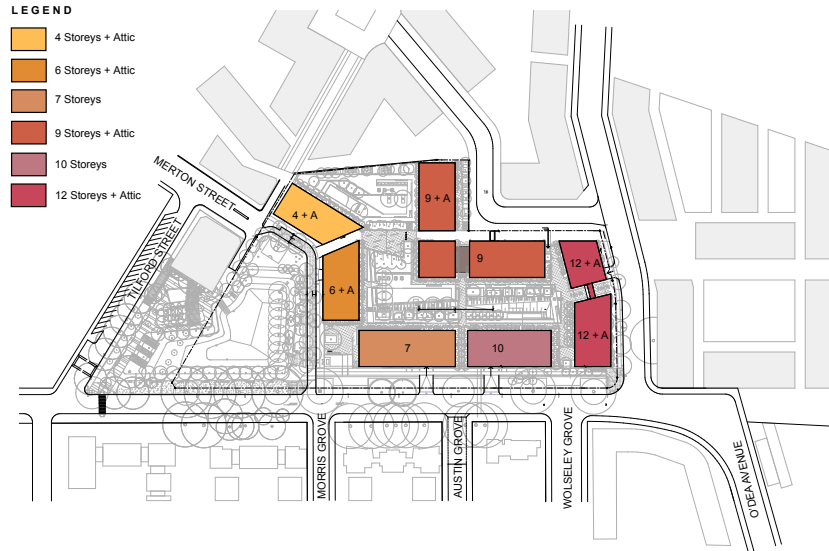 LEGEND
4 Storeys + Attic
6 Storeys + Attic
7 Storeys
9 Storeys + Attic
10 Storeys
12 Storeys + Attic
MERTON STREET
TILFORD STREET
4 + A
9 + A
6 + A
9
12 + A
12 + A
7
10
MORRIS GROVE
AUSTIN GROVE
WOLSELEY GROVE
O'DEA AVENUE